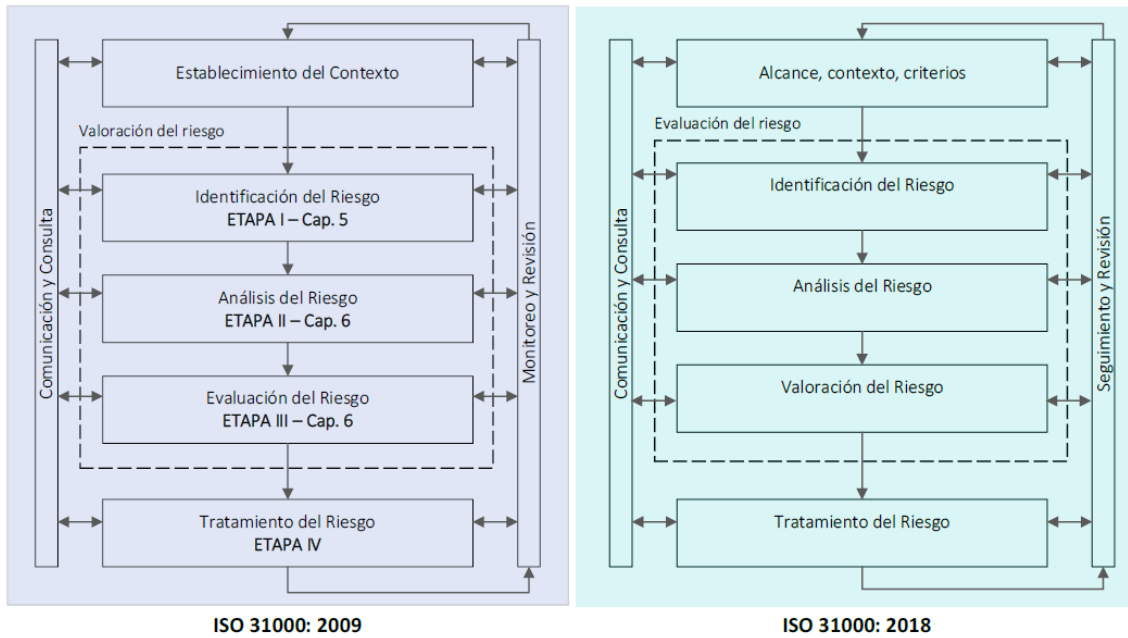 Establecimiento del Contexto
Valoración del riesgo
Identificación del Riesgo
ETAPA I – Cap. 5
Análisis del Riesgo
ETAPA II – Cap. 6
Evaluación del Riesgo
ETAPA III – Cap. 6
Tratamiento del Riesgo
ETAPA IV
Comunicación y Consulta
Monitoreo y Revisión
ISO 31000: 2009
Alcance, contexto, criterios
Evaluación del riesgo
Identificación del Riesgo
Análisis del Riesgo
Valoración del Riesgo
Tratamiento del Riesgo
Comunicación y Consulta
Seguimiento y Revisión
ISO 31000: 2018